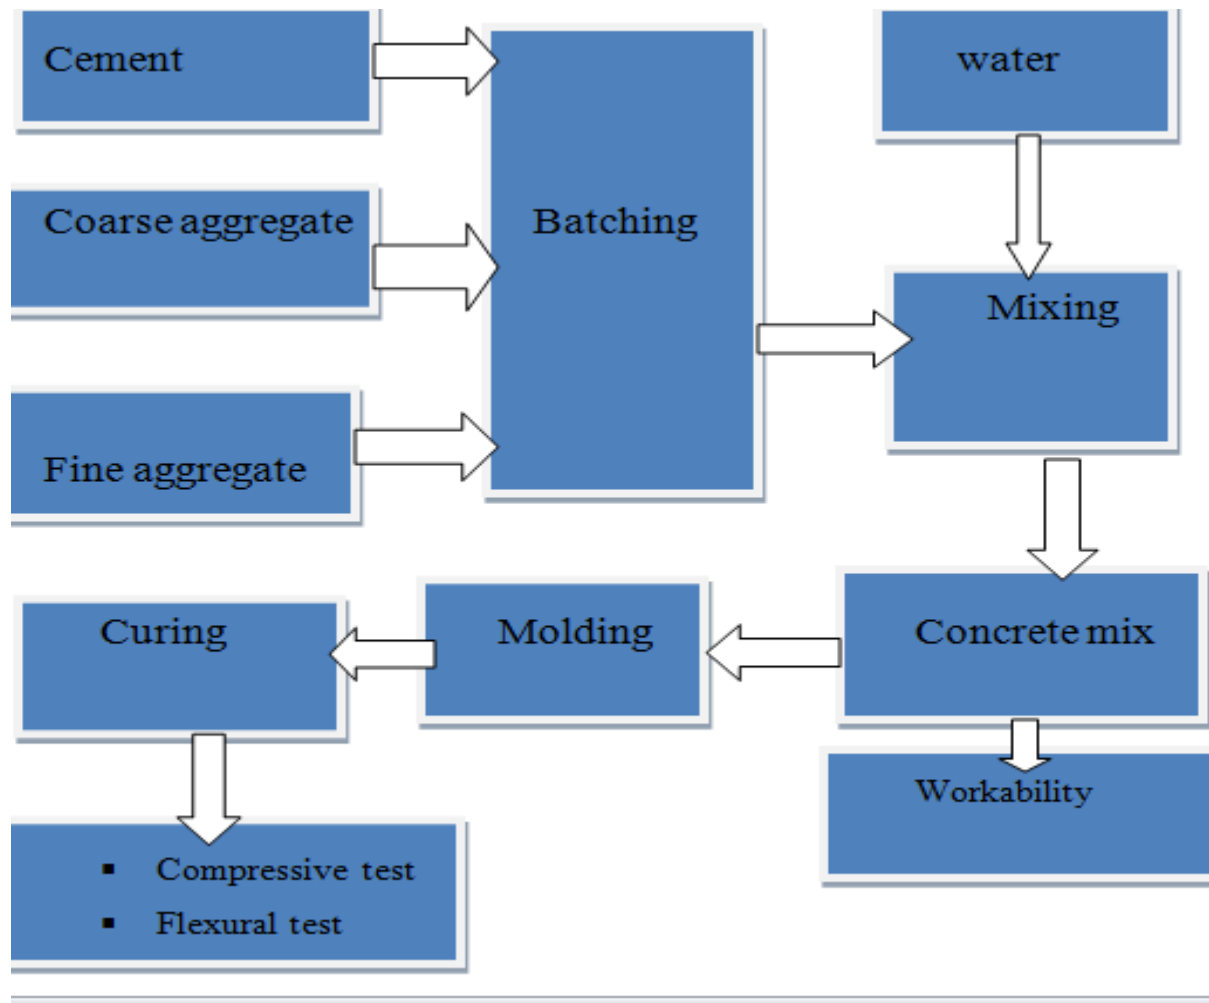 Cement
water
Coarse aggregate
Batching
Mixing
Fine aggregate
Curing
Molding
Concrete mix
Workability
▪ Compressive test
▪ Flexural test